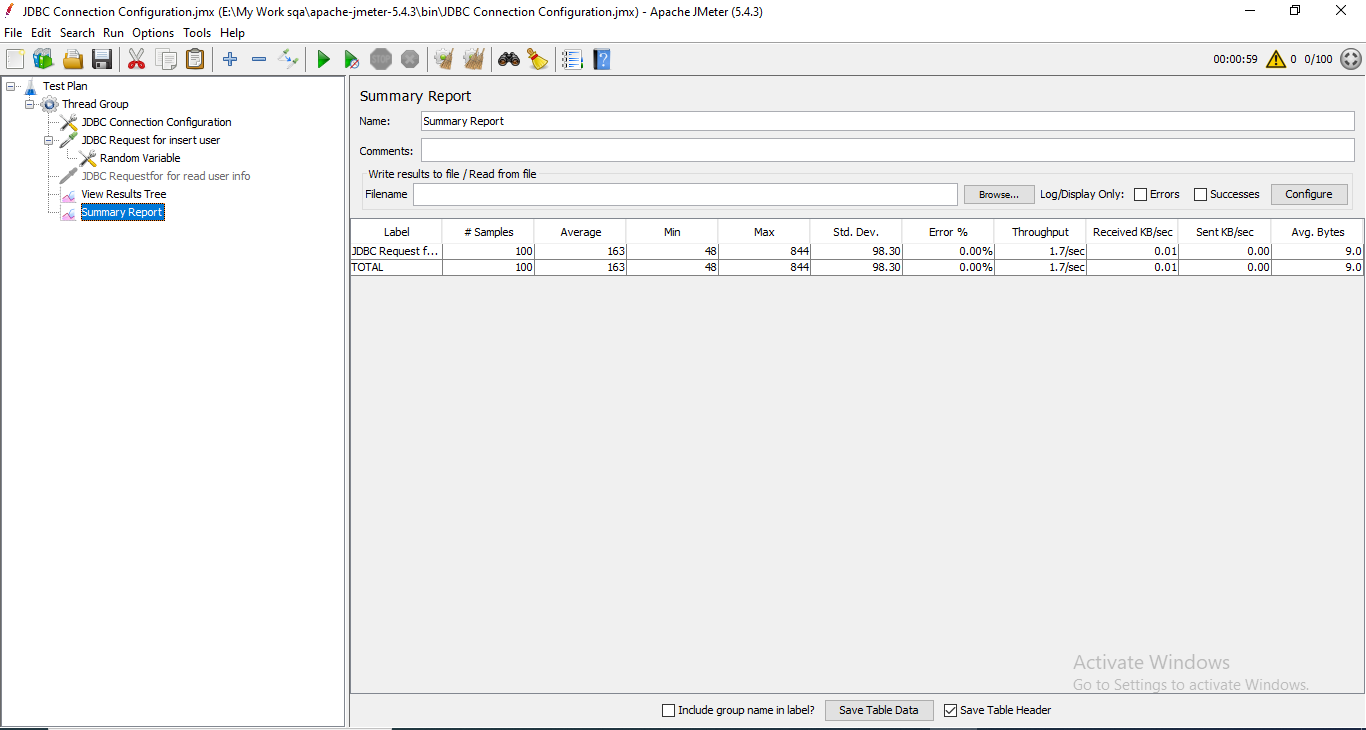 JDBC Connection Configuration.jmx (E:\My Work sqa\apache-jmeter-5.4.3\bin\JDBC Connection Configuration.jmx) - Apache JMeter (5.4.3)
File Edit Search Run Options Tools Help
STOP 00:00:59 0 0/100
Test Plan
Thread Group
JDBC Connection Configuration
JDBC Request for insert user
Random Variable
JDBC Requestfor for read user info
View Results Tree
Summary Report
Summary Report
Name: Summary Report
Comments:
Write results to file / Read from file
Filename Browse... Log/Display Only: Errors Successes Configure
Label # Samples Average Min Max Std. Dev. Error % Throughput Received KB/sec Sent KB/sec Avg. Bytes
JDBC Request f... 100 163 48 844 98.30 0.00% 1.7/sec 0.01 0.00 9.0
TOTAL 100 163 48 844 98.30 0.00% 1.7/sec 0.01 0.00 9.0
Activate Windows
Go to Settings to activate Windows.
Include group name in label? Save Table Data Save Table Header